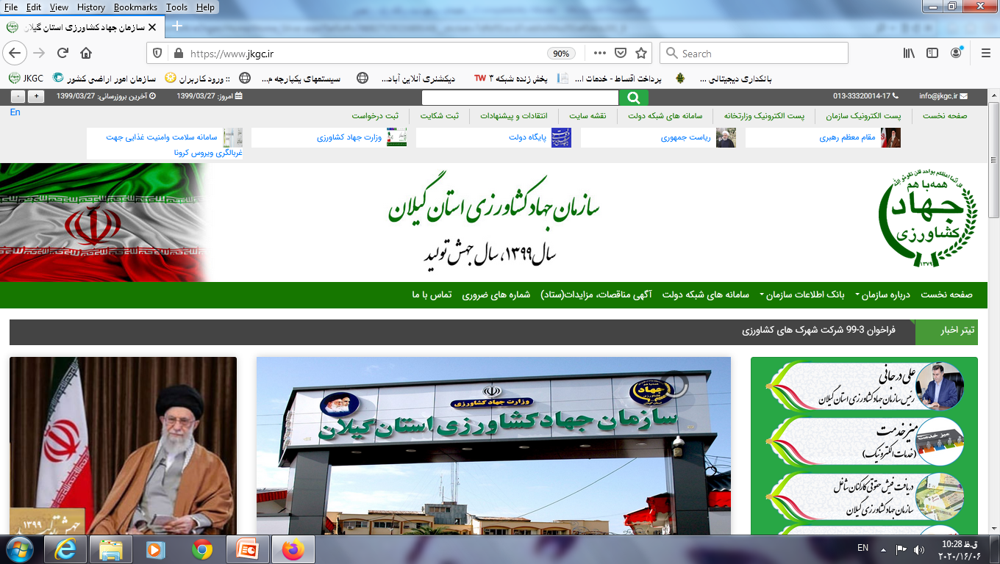 File Edit View History Bookmarks Tools Help
سازمان جهاد کشاورزی استان گیلان
https://www.jkgc.ir
90%
Search
JKGC
سازمان امور اراضی کشور
:: ورود کاربران
سیستمهای یکپارچه م...
دیکشنری آنلاین آباد...
پخش زنده شبکه ۳
پرداخت اقساط - خدمات ا...
بانکداری دیجیتالی ...
- +
آخرین بروزرسانی: 1399/03/27
امروز: 1399/03/27
013-33320014-17
info@jkgc.ir
En
صفحه نخست
پست الکترونیک سازمان
پست الکترونیک وزارتخانه
سامانه های شبکه دولت
نقشه سایت
انتقادات و پیشنهادات
ثبت شکایت
ثبت درخواست
مقام معظم رهبری
ریاست جمهوری
پایگاه دولت
وزارت جهاد کشاورزی
سامانه سلامت وامنیت غذایی جهت
غربالگری ویروس کرونا
همه با هم
جهاد
کشاورزی
۱۳۷۹
سازمان جهاد کشاورزی استان گیلان
سال ۱۳۹۹، سال جهش تولید
صفحه نخست
درباره سازمان
بانک اطلاعات سازمان
سامانه های شبکه دولت
آگهی مناقصات، مزایدات(ستاد)
شماره های ضروری
تماس با ما
تیتر اخبار
فراخوان 3-99 شرکت شهرک های کشاورزی
علی درجانی
رئیس سازمان جهاد کشاورزی استان گیلان
میز خدمت
میز خدمت
(خدمات الکترونیک)
دریافت فیش حقوقی کارکنان شاغل
سازمان جهاد کشاورزی گیلان
جهاد
وزارت جهاد کشاورزی
سازمان جهاد کشاورزی استان گیلان
۱۳۹۹
جهش تولید
EN
10:28 ق.ظ
۲۰۲۰/۱۶/۰۶